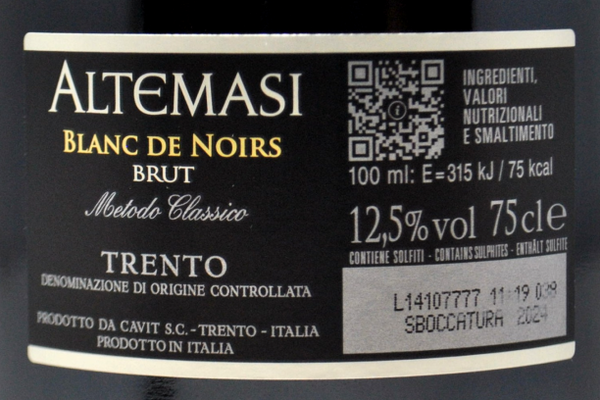 ALTEMASI
BLANC DE NOIRS
BRUT
Metodo Classico
TRENTO
DENOMINAZIONE DI ORIGINE CONTROLLATA
PRODOTTO DA CAVIT S.C. - TRENTO - ITALIA
PRODOTTO IN ITALIA
INGREDIENTI,
VALORI
NUTRIZIONALI
E SMALTIMENTO
100 ml: E=315 kJ / 75 kcal
12,5% vol 75cl e
CONTIENE SOLFITI - CONTAINS SULPHITES - ENTHÄLT SULFITE
L14107777 11:19
SBOCCATURA 2024